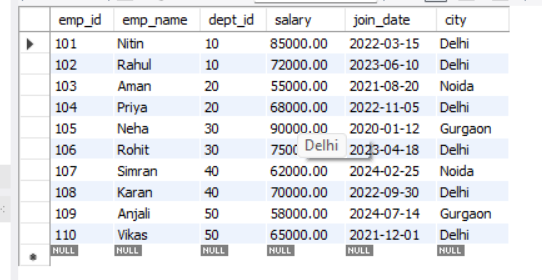 emp_id emp_name dept_id salary join_date city
101 Nitin 10 85000.00 2022-03-15 Delhi
102 Rahul 10 72000.00 2023-06-10 Delhi
103 Aman 20 55000.00 2021-08-20 Noida
104 Priya 20 68000.00 2022-11-05 Delhi
105 Neha 30 90000.00 2020-01-12 Gurgaon
106 Rohit 30 Delhi 2023-04-18 Delhi
107 Simran 40 62000.00 2024-02-25 Noida
108 Karan 40 70000.00 2022-09-30 Delhi
109 Anjali 50 58000.00 2024-07-14 Gurgaon
110 Vikas 50 65000.00 2021-12-01 Delhi
NULL NULL NULL NULL NULL NULL